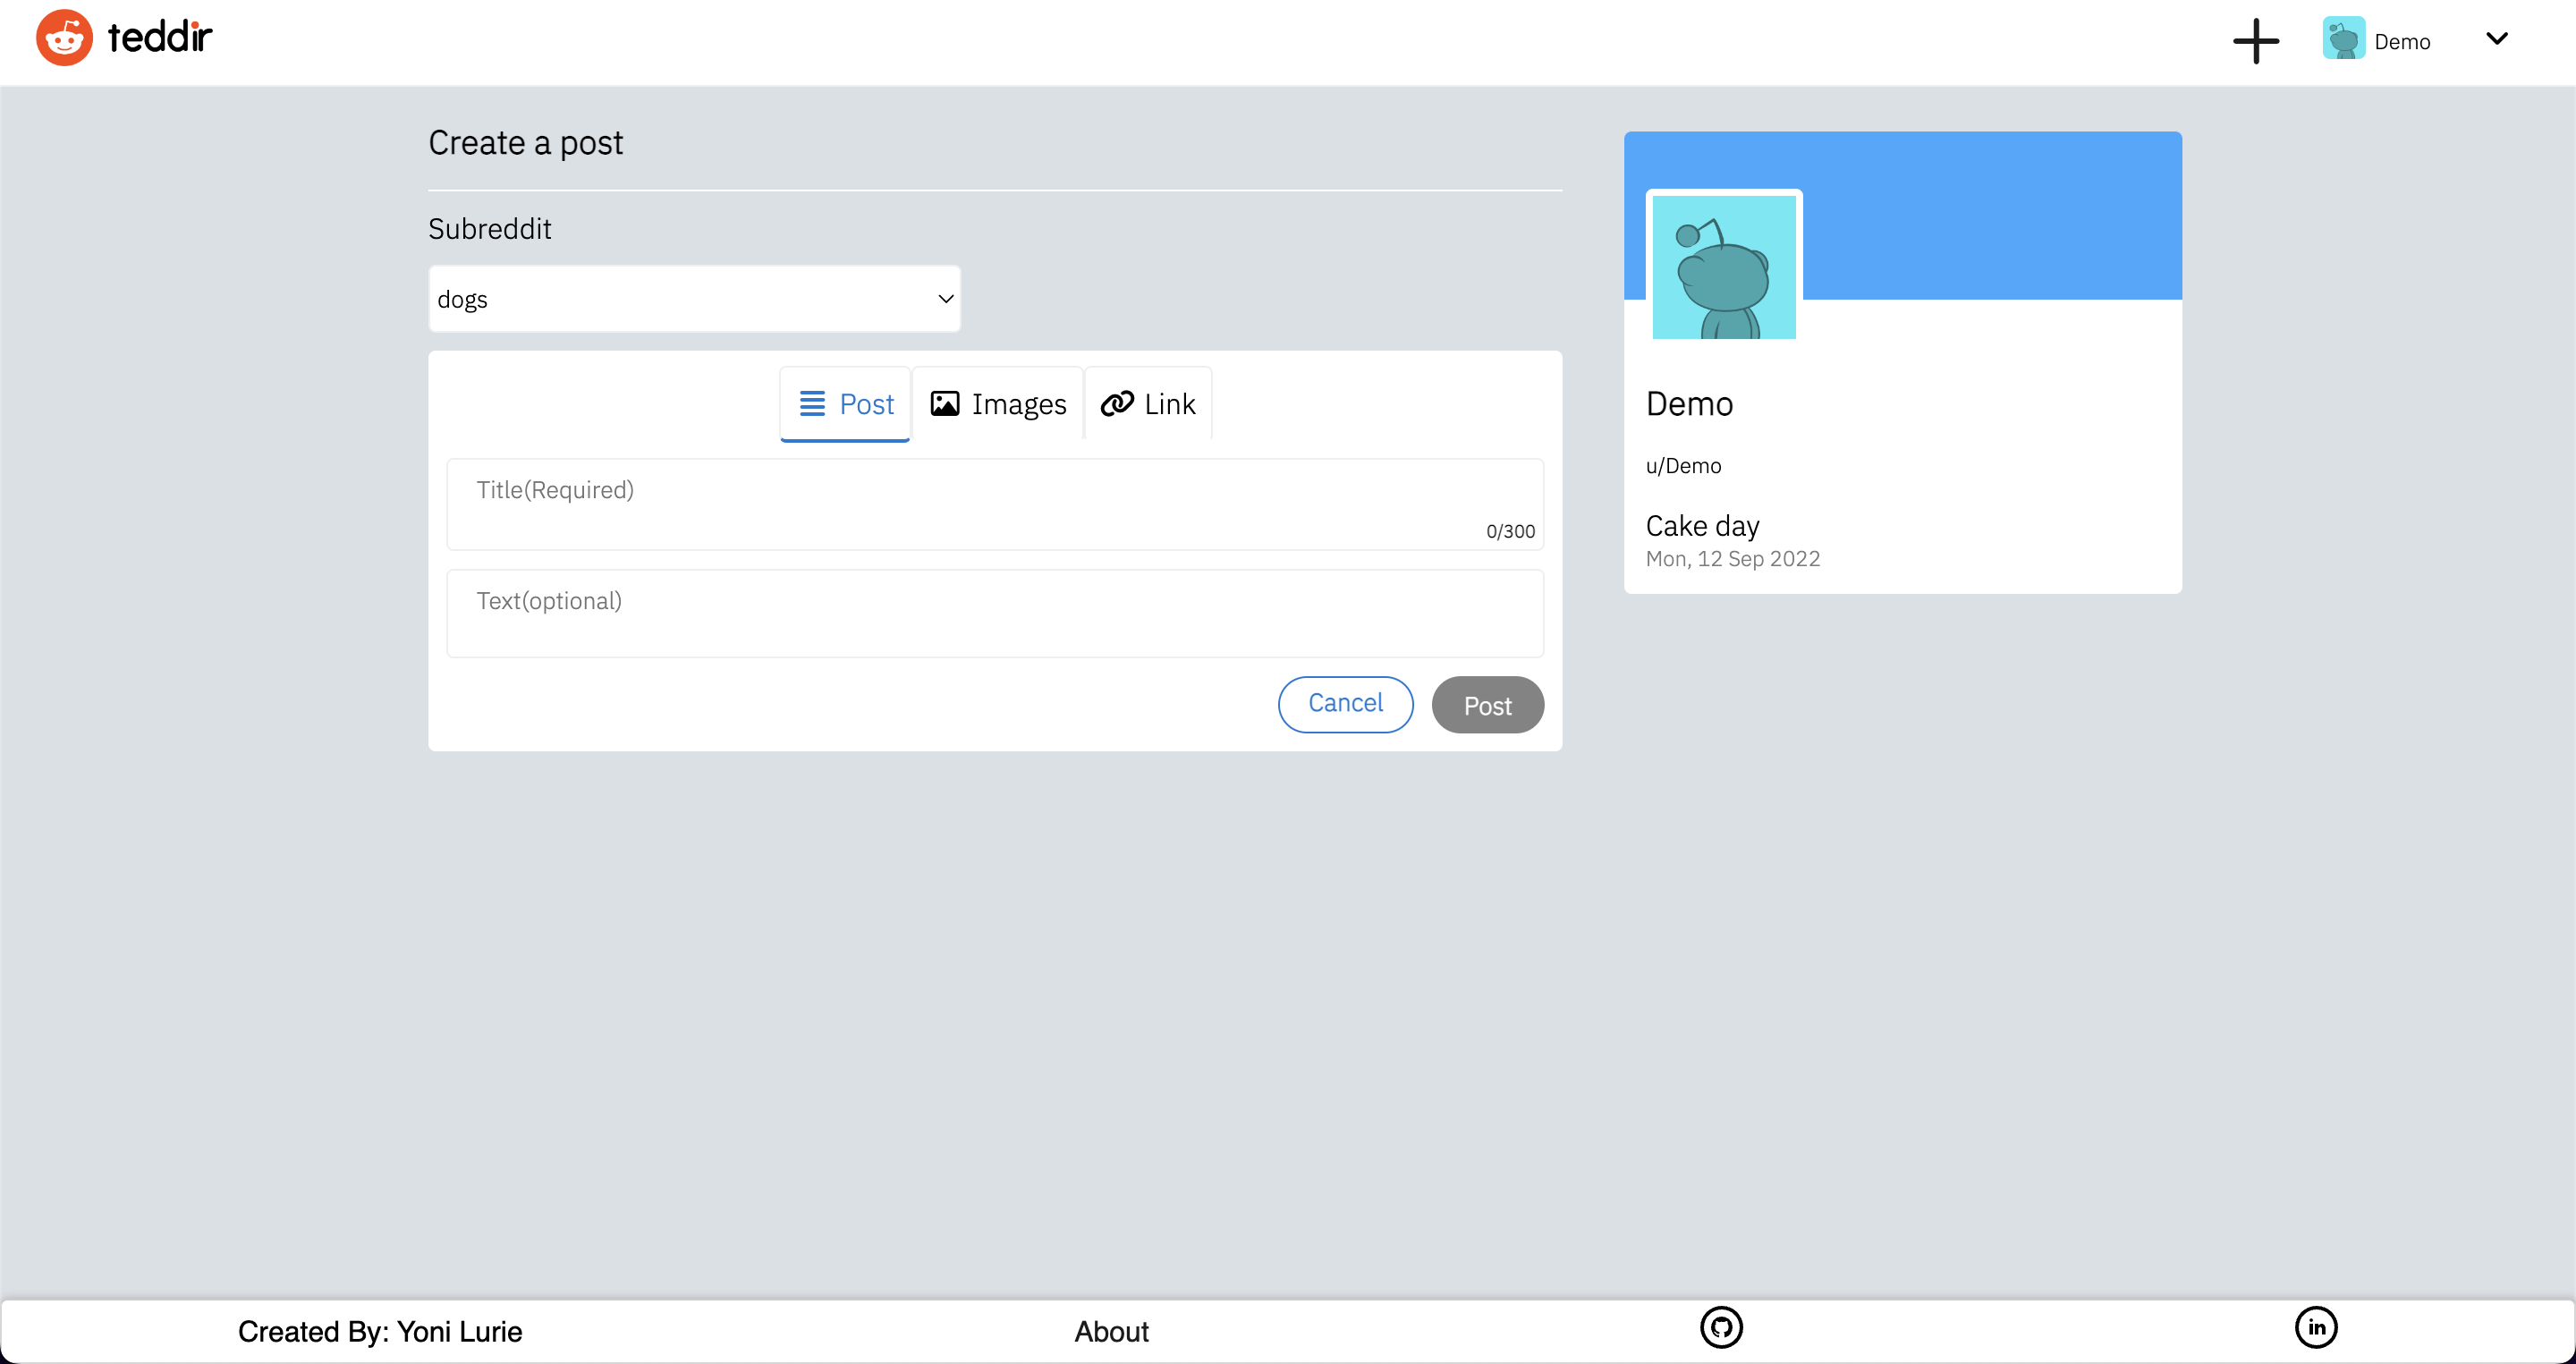 teddir
Demo
Create a post
Subreddit
dogs
Post
Images
Link
Title(Required)
0/300
Text(optional)
Cancel
Post
Demo
u/Demo
Cake day
Mon, 12 Sep 2022
Created By: Yoni Lurie
About
in